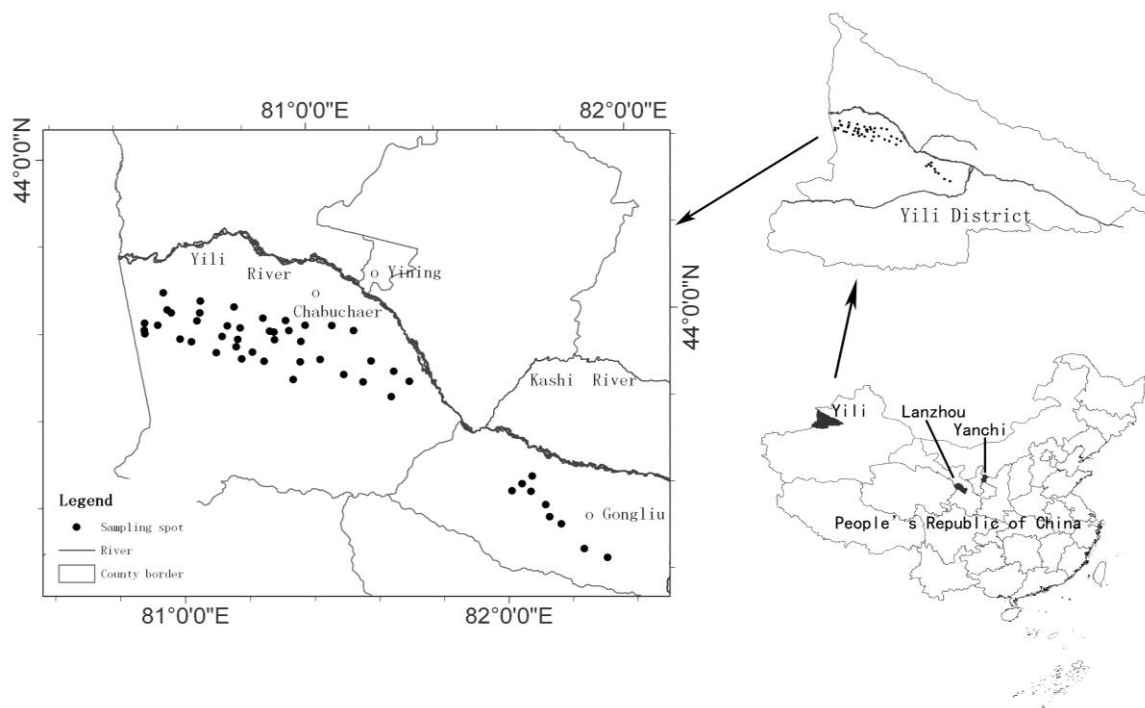 81°0'0"E
82°0'0"E
44°0'0"N
Yili
River
Yining
Chabuchaer
44°0'0"N
Kashi River
Gongliu
Legend
Sampling spot
River
County border
81°0'0"E
82°0'0"E
Yili District
Yili
Lanzhou
Yanchi
People's Republic of China